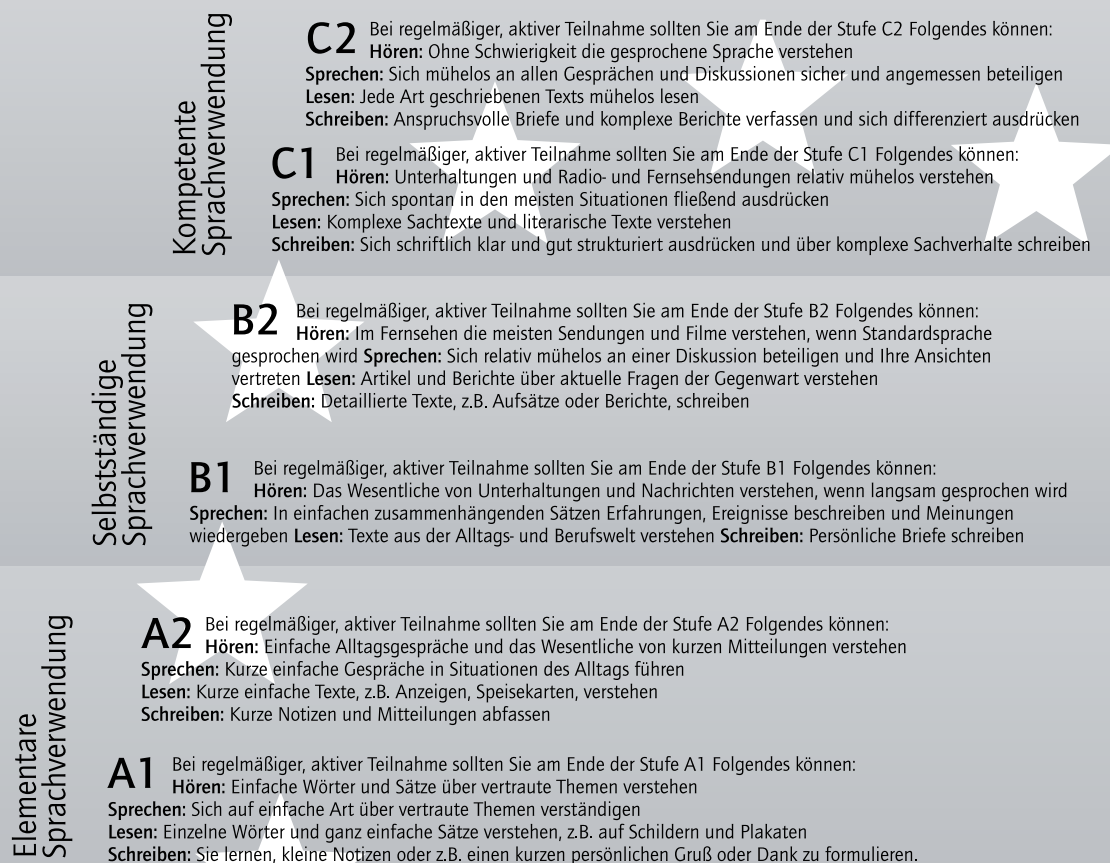 Kompetente
Sprachverwendung
C2 Bei regelmäßiger, aktiver Teilnahme sollten Sie am Ende der Stufe C2 Folgendes können:
Hören: Ohne Schwierigkeit die gesprochene Sprache verstehen
Sprechen: Sich mühelos an allen Gesprächen und Diskussionen sicher und angemessen beteiligen
Lesen: Jede Art geschriebenen Texts mühelos lesen
Schreiben: Anspruchsvolle Briefe und komplexe Berichte verfassen und sich differenziert ausdrücken
C1 Bei regelmäßiger, aktiver Teilnahme sollten Sie am Ende der Stufe C1 Folgendes können:
Hören: Unterhaltungen und Radio- und Fernsehsendungen relativ mühelos verstehen
Sprechen: Sich spontan in den meisten Situationen fließend ausdrücken
Lesen: Komplexe Sachtexte und literarische Texte verstehen
Schreiben: Sich schriftlich klar und gut strukturiert ausdrücken und über komplexe Sachverhalte schreiben
Selbstständige
Sprachverwendung
B2 Bei regelmäßiger, aktiver Teilnahme sollten Sie am Ende der Stufe B2 Folgendes können:
Hören: Im Fernsehen die meisten Sendungen und Filme verstehen, wenn Standardsprache
gesprochen wird Sprechen: Sich relativ mühelos an einer Diskussion beteiligen und Ihre Ansichten
vertreten Lesen: Artikel und Berichte über aktuelle Fragen der Gegenwart verstehen
Schreiben: Detaillierte Texte, z.B. Aufsätze oder Berichte, schreiben
B1 Bei regelmäßiger, aktiver Teilnahme sollten Sie am Ende der Stufe B1 Folgendes können:
Hören: Das Wesentliche von Unterhaltungen und Nachrichten verstehen, wenn langsam gesprochen wird
Sprechen: In einfachen zusammenhängenden Sätzen Erfahrungen, Ereignisse beschreiben und Meinungen
wiedergeben Lesen: Texte aus der Alltags- und Berufswelt verstehen Schreiben: Persönliche Briefe schreiben
Elementare
Sprachverwendung
A2 Bei regelmäßiger, aktiver Teilnahme sollten Sie am Ende der Stufe A2 Folgendes können:
Hören: Einfache Alltagsgespräche und das Wesentliche von kurzen Mitteilungen verstehen
Sprechen: Kurze einfache Gespräche in Situationen des Alltags führen
Lesen: Kurze einfache Texte, z.B. Anzeigen, Speisekarten, verstehen
Schreiben: Kurze Notizen und Mitteilungen abfassen
A1 Bei regelmäßiger, aktiver Teilnahme sollten Sie am Ende der Stufe A1 Folgendes können:
Hören: Einfache Wörter und Sätze über vertraute Themen verstehen
Sprechen: Sich auf einfache Art über vertraute Themen verständigen
Lesen: Einzelne Wörter und ganz einfache Sätze verstehen, z.B. auf Schildern und Plakaten
Schreiben: Sie lernen, kleine Notizen oder z.B. einen kurzen persönlichen Gruß oder Dank zu formulieren.